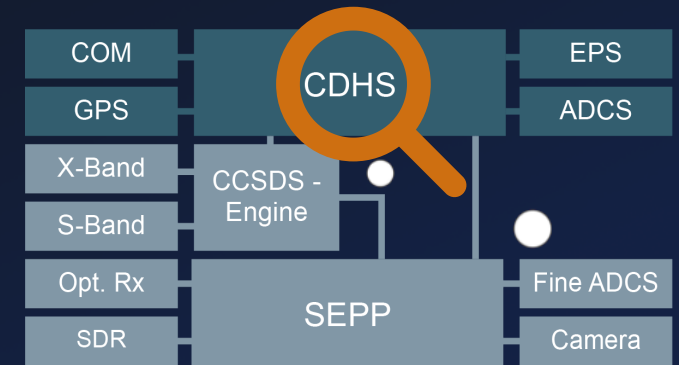 COM
CDHS
EPS
GPS
ADCS
X-Band
CCSDS -
Engine
S-Band
Opt. Rx
SEPP
Fine ADCS
SDR
Camera